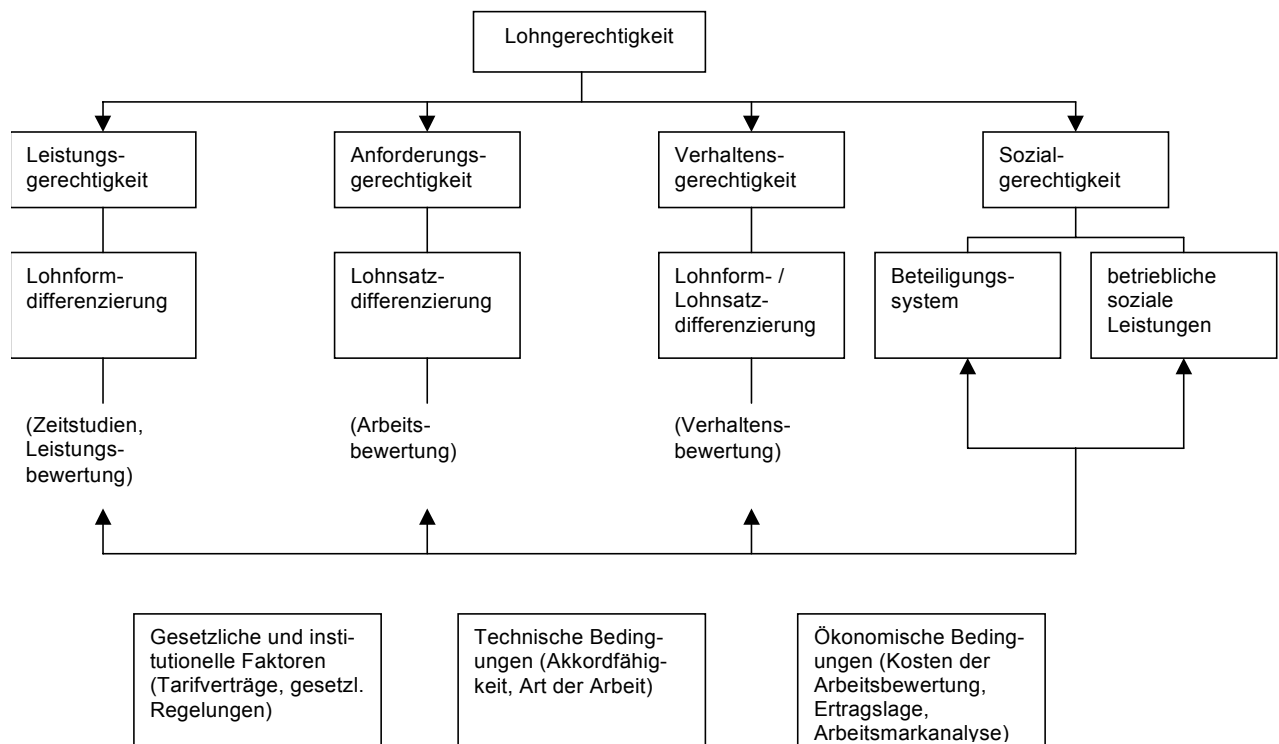 Lohngerechtigkeit
Leistungs-
gerechtigkeit
Anforderungs-
gerechtigkeit
Verhaltens-
gerechtigkeit
Sozial-
gerechtigkeit
Lohnform-
differenzierung
Lohnsatz-
differenzierung
Lohnform- /
Lohnsatz-
differenzierung
Beteiligungs-
system
betriebliche
soziale
Leistungen
(Zeitstudien,
Leistungs-
bewertung)
(Arbeits-
bewertung)
(Verhaltens-
bewertung)
Gesetzliche und insti-
tutionelle Faktoren
(Tarifverträge, gesetzl.
Regelungen)
Technische Beding-
ungen (Akkordfähig-
keit, Art der Arbeit)
Ökonomische Beding-
ungen (Kosten der
Arbeitsbewertung,
Ertragslage,
Arbeitsmarkanalyse)